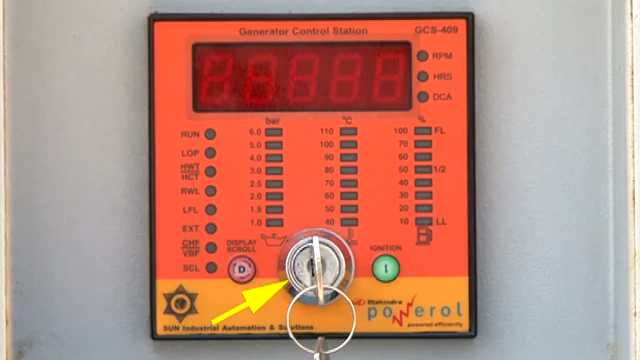 Generator Control Station GCS-409
RPM
HRS
DCA
bar °C %
RUN 6.0 110 100 FL
LOP 5.0 100 70
HWT 4.0 90 60
HCT 3.0 80 50 1/2
RWL 2.5 70 40
LFL 2.0 60 30
EXT 1.5 50 20
CHF 1.0 40 10 LL
VBF
SCL
DISPLAY
SCROLL
D
IGNITION
I
Mahindra
powerol
powered efficiently
SUN Industrial Automation & Solutions